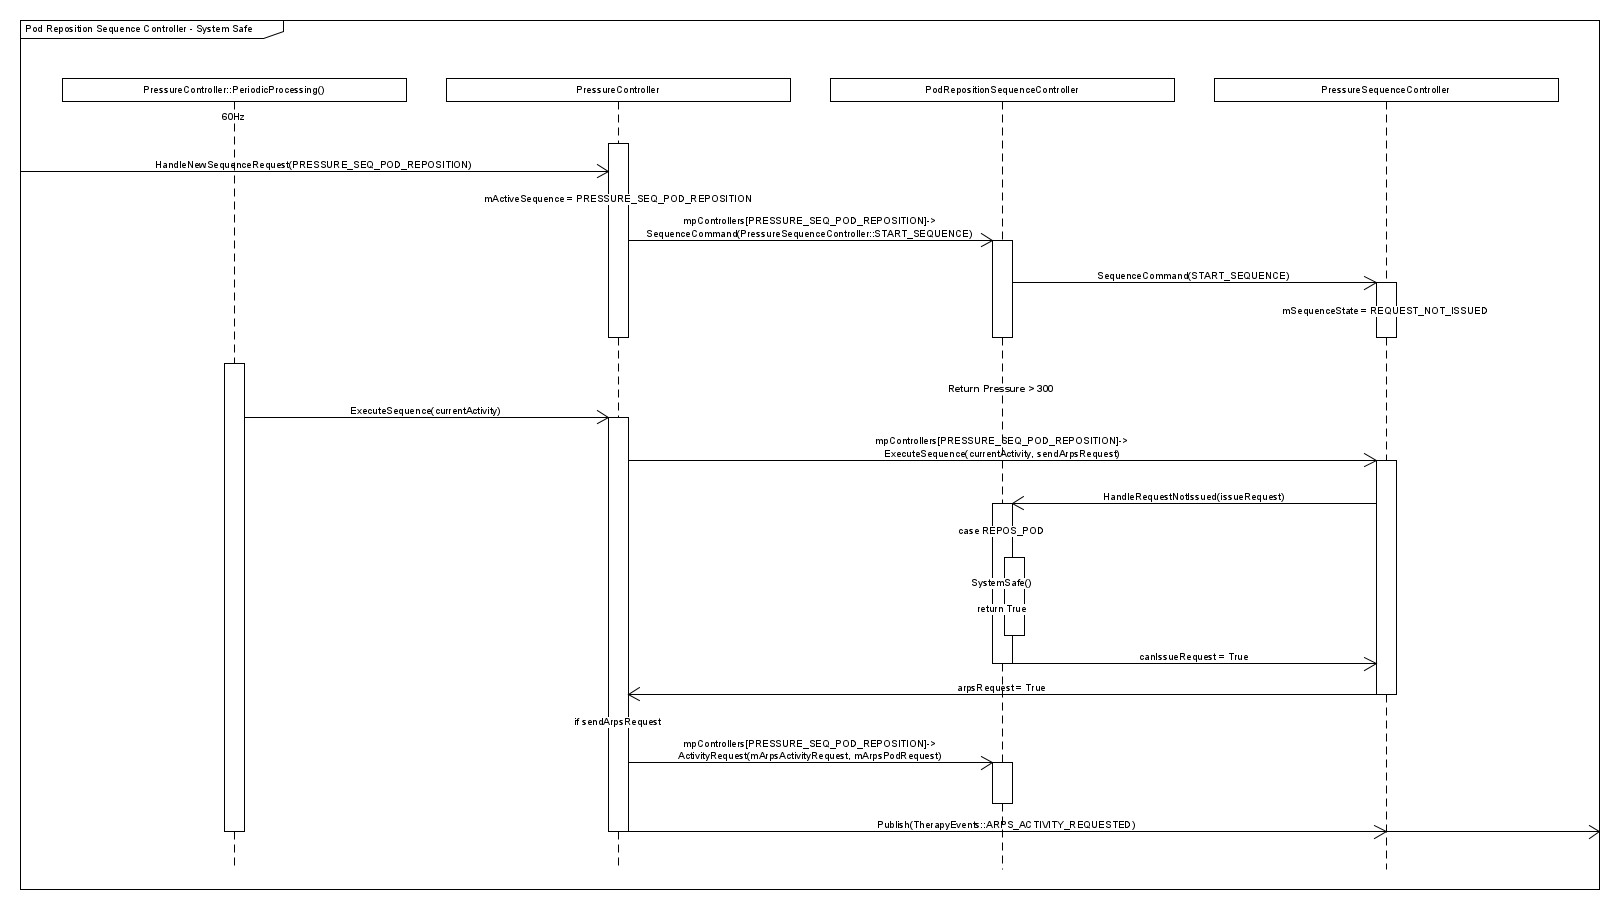 Pod Reposition Sequence Controller - System Safe
PressureController::PeriodicProcessing()
PressureController
PodRepositionSequenceController
PressureSequenceController
60Hz
HandleNewSequenceRequest(PRESSURE_SEQ_POD_REPOSITION)
mActiveSequence = PRESSURE_SEQ_POD_REPOSITION
mpControllers[PRESSURE_SEQ_POD_REPOSITION]->
SequenceCommand(PressureSequenceController::START_SEQUENCE)
SequenceCommand(START_SEQUENCE)
mSequenceState = REQUEST_NOT_ISSUED
Return Pressure > 300
ExecuteSequence(currentActivity)
mpControllers[PRESSURE_SEQ_POD_REPOSITION]->
ExecuteSequence(currentActivity, sendArpsRequest)
HandleRequestNotIssued(issueRequest)
case REPOS_POD
SystemSafe()
return True
canIssueRequest = True
arpsRequest = True
if sendArpsRequest
mpControllers[PRESSURE_SEQ_POD_REPOSITION]->
ActivityRequest(mArpsActivityRequest, mArpsPodRequest)
Publish(TherapyEvents::ARPS_ACTIVITY_REQUESTED)